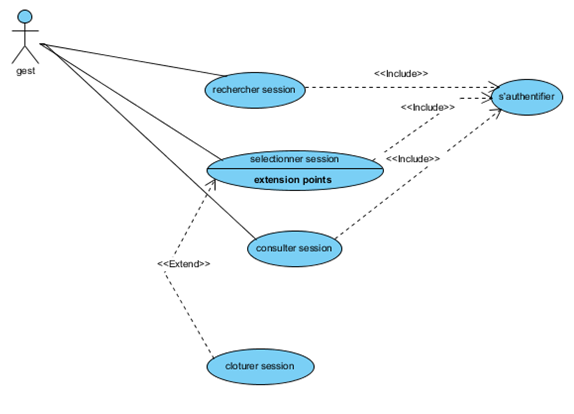 gest
rechercher session
<<Include>>
s'authentifier
<<Include>>
selectionner session
extension points
<<Include>>
consulter session
<<Extend>>
cloturer session